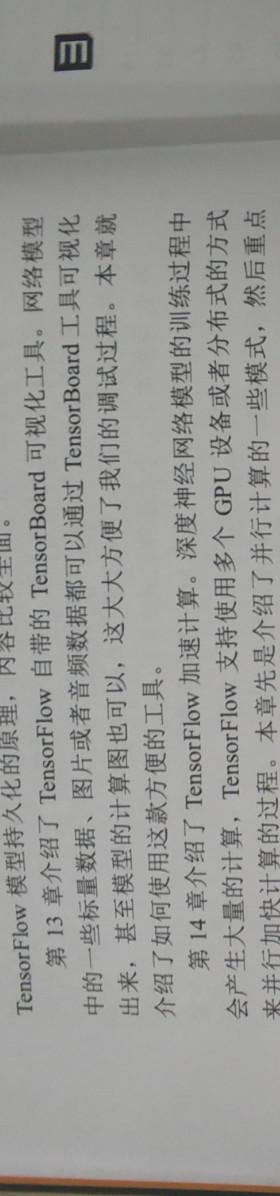 TensorFlow 模型持久化的原理，内容比较全面。
第 13 章介绍了 TensorFlow 自带的 TensorBoard 可视化工具。网络模型
中的一些标量数据、图片或者音频数据都可以通过 TensorBoard 工具可视化
出来，甚至模型的计算图也可以，这大大方便了我们的调试过程。本章就
介绍了如何使用这款方便的工具。
第 14 章介绍了 TensorFlow 加速计算。深度神经网络模型的训练过程中
会产生大量的计算，TensorFlow 支持使用多个 GPU 设备或者分布式的方式
来并行加快计算的过程。本章先是介绍了并行计算的一些模式，然后重点